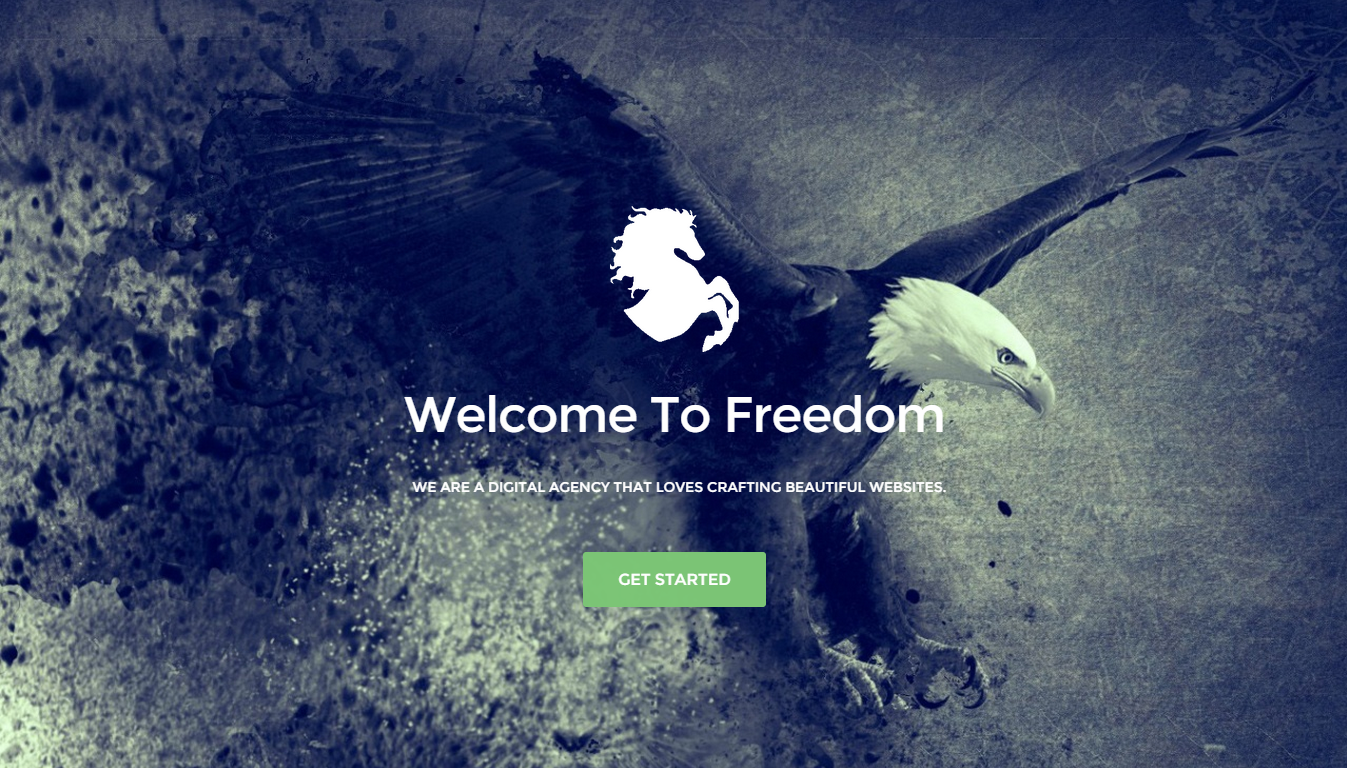 Welcome To Freedom
WE ARE A DIGITAL AGENCY THAT LOVES CRAFTING BEAUTIFUL WEBSITES.
GET STARTED